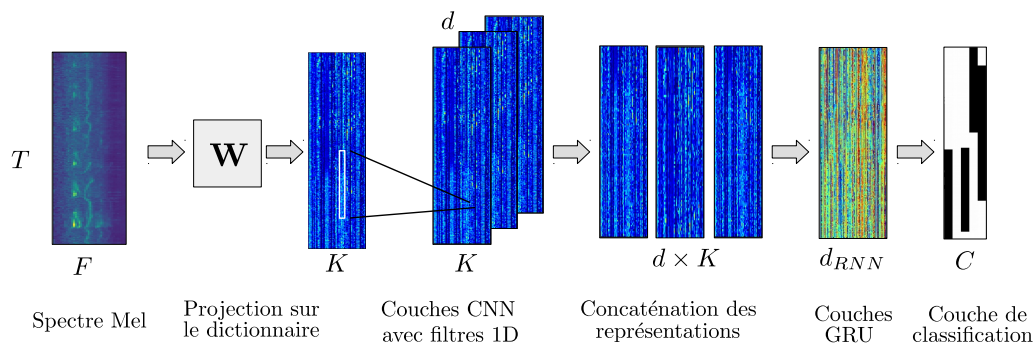 d
T
W
F
K
K
d × K
d_{RNN}
C
Spectre Mel
Projection sur
le dictionnaire
Couches CNN
avec filtres 1D
Concaténation des
représentations
Couches
GRU
Couche de
classification